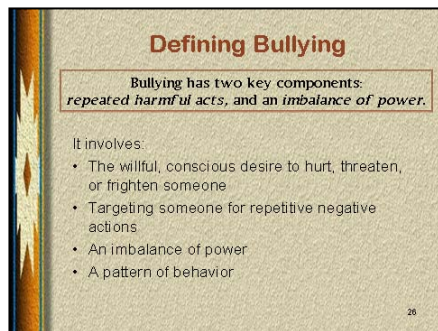 Defining Bullying
Bullying has two key components:
repeated harmful acts, and an imbalance of power.
It involves:
• The willful, conscious desire to hurt, threaten,
or frighten someone
• Targeting someone for repetitive negative
actions
• An imbalance of power
• A pattern of behavior
26